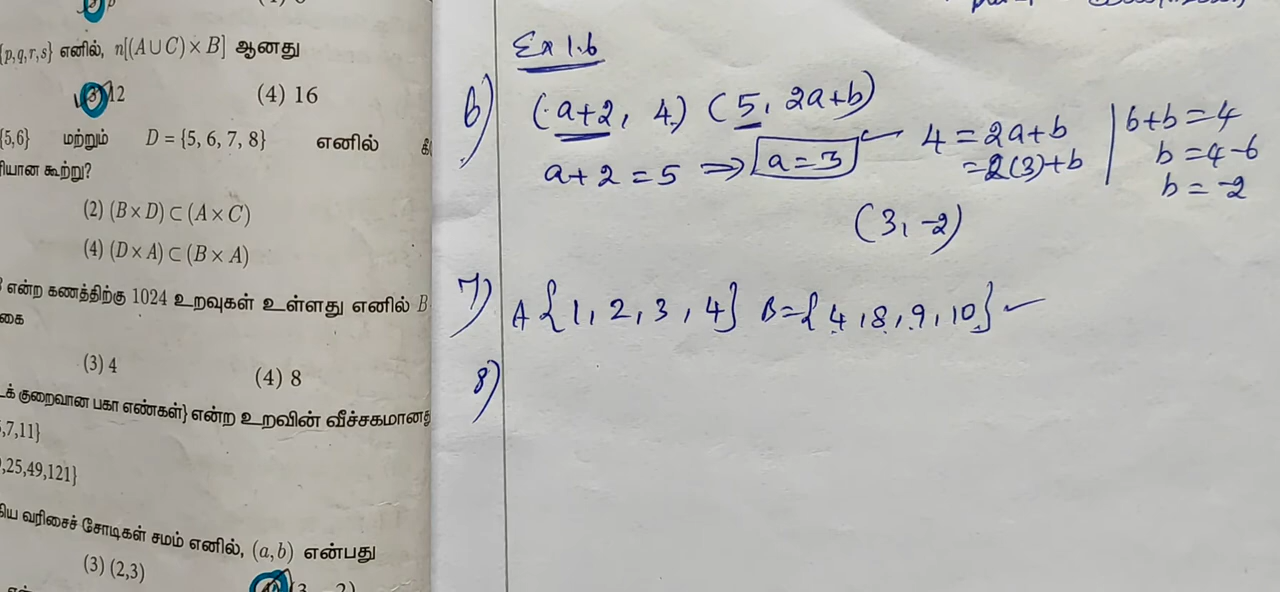 {p,q,r,s} எனில், n[(A∪C)×B] ஆனது
(3) 12 (4) 16
{5,6} மற்றும் D = {5, 6, 7, 8} எனில்
கூற்று?
(2) (B×D)⊂(A×C)
(4) (D×A)⊂(B×A)
என்ற கணத்திற்கு 1024 உறவுகள் உள்ளது எனில் B
(3) 4 (4) 8
குறைவான பகா எண்கள்} என்ற உறவின் வீச்சகமானது
,7,11}
,25,49,121}
வரிசைச் சோடிகள் சமம் எனில், (a,b) என்பது
(3) (2,3)
Ex 1.6
6) (a+2, 4) (5, 2a+b)
a+2=5 ⇒ a=3
4=2a+b
=2(3)+b
6+b=4
b=4-6
b=-2
(3, -2)
7) A{1, 2, 3, 4} B={4, 8, 9, 10}
8)